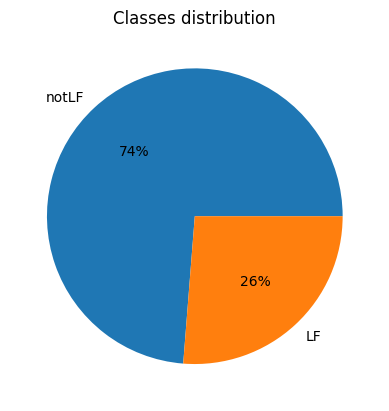 Classes distribution
notLF
74%
26%
LF